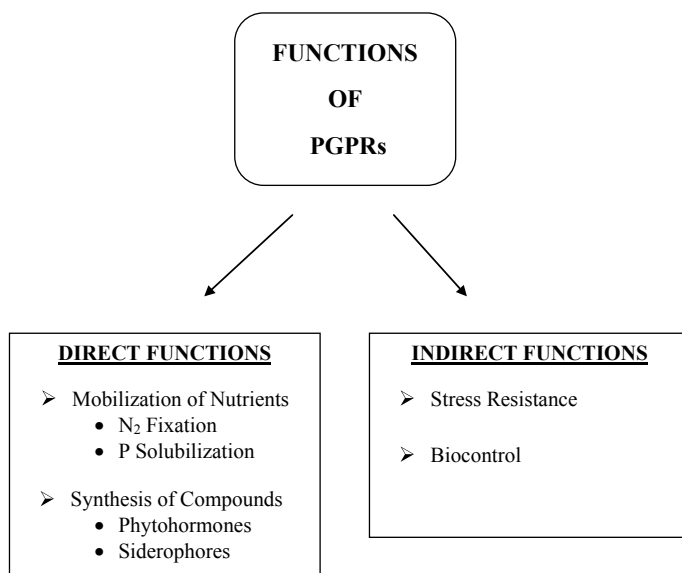 FUNCTIONS
OF
PGPRs
DIRECT FUNCTIONS
➢ Mobilization of Nutrients
• N₂ Fixation
• P Solubilization
➢ Synthesis of Compounds
• Phytohormones
• Siderophores
INDIRECT FUNCTIONS
➢ Stress Resistance
➢ Biocontrol